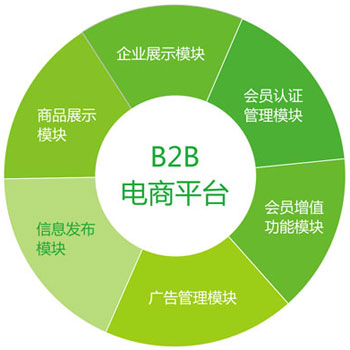 企业展示模块
会员认证
管理模块
会员增值
功能模块
广告管理模块
信息发布
模块
商品展示
模块
B2B
电商平台